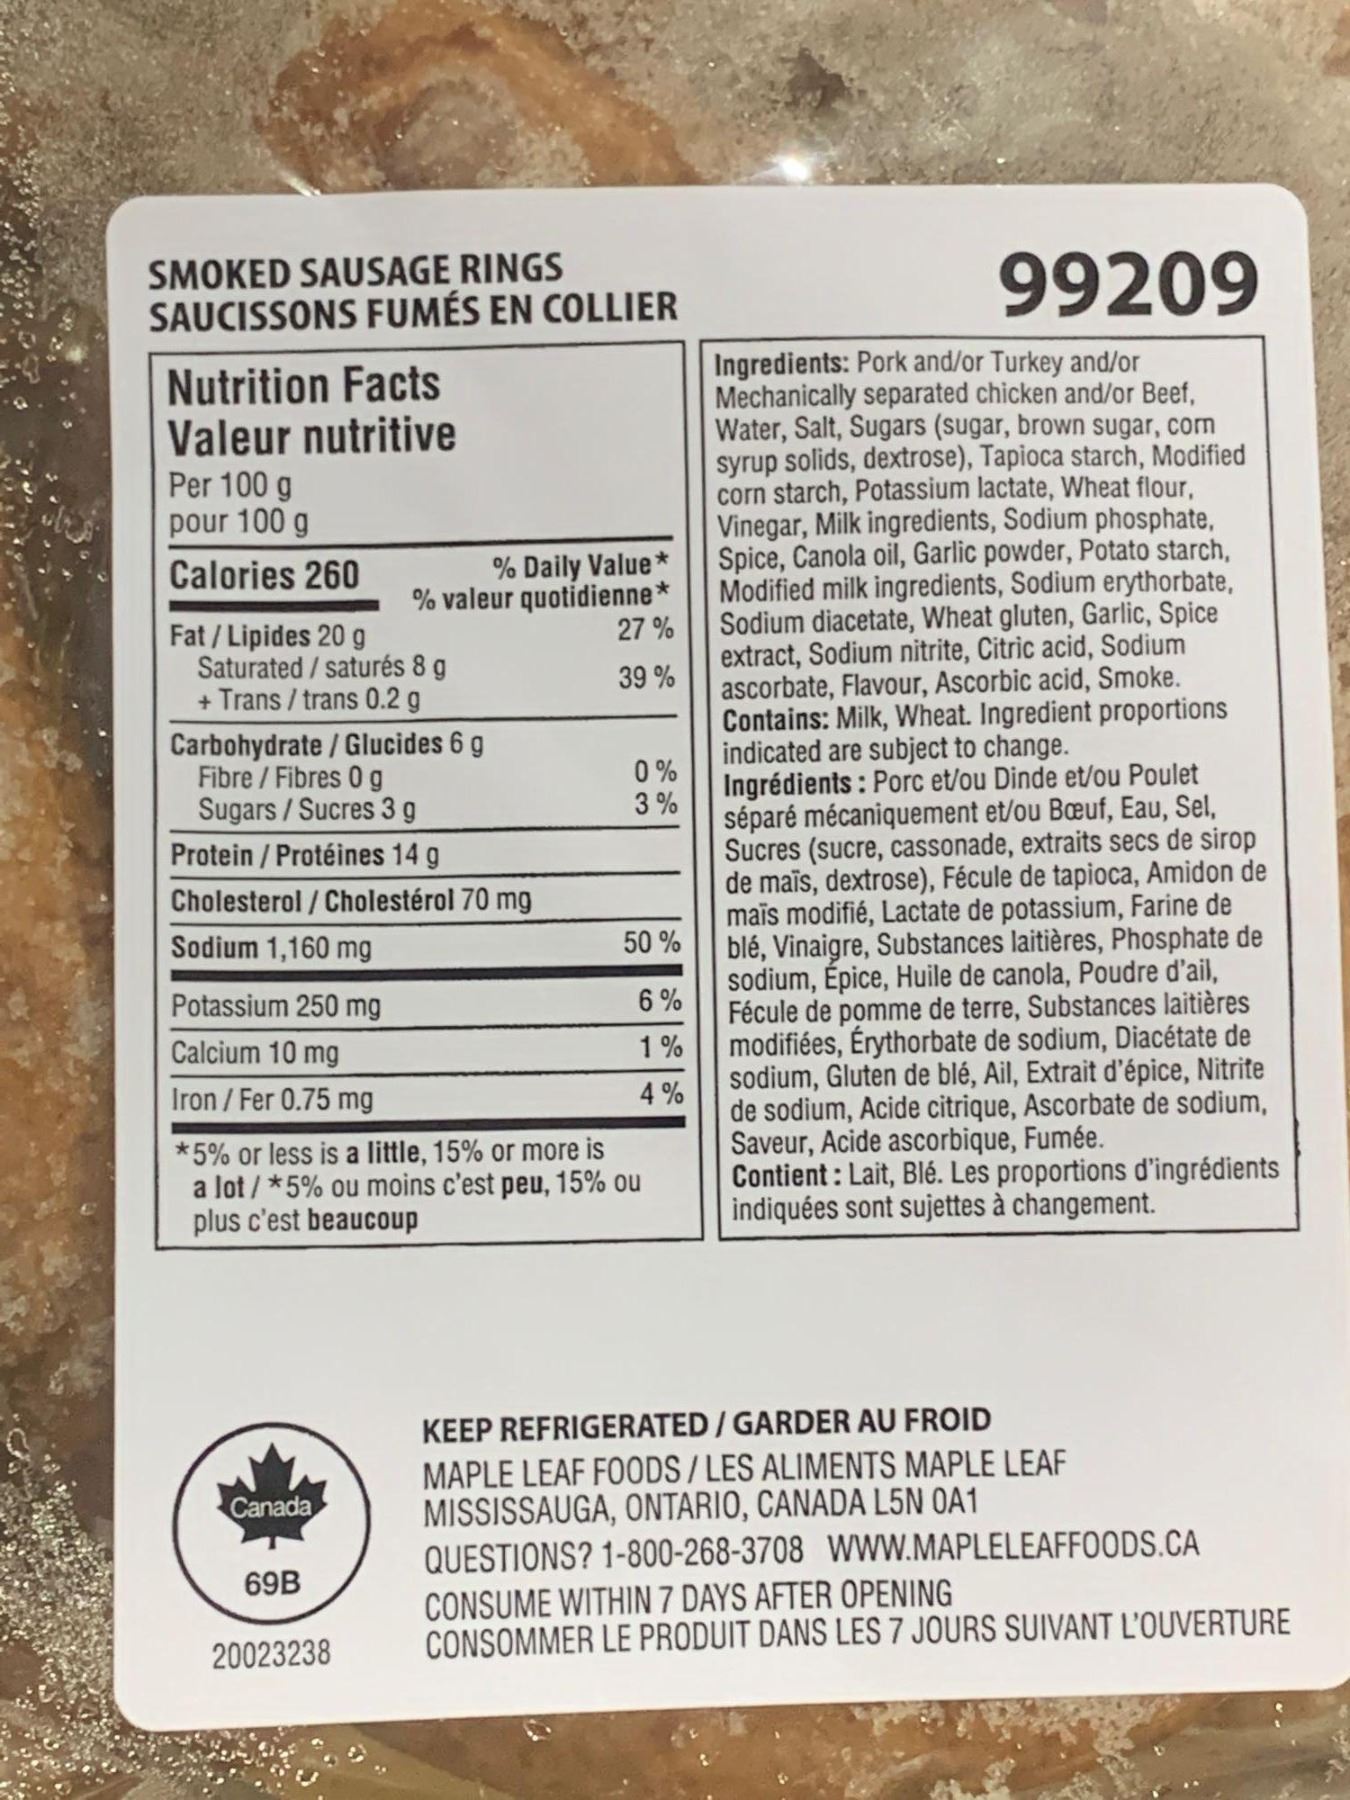 SMOKED SAUSAGE RINGS
SAUCISSONS FUMÉS EN COLLIER
99209
Nutrition Facts
Valeur nutritive
Per 100 g
pour 100 g
Calories 260
% Daily Value*
% valeur quotidienne*
Fat / Lipides 20 g 27 %
Saturated / saturés 8 g
+ Trans / trans 0.2 g
39 %
Carbohydrate / Glucides 6 g
Fibre / Fibres 0 g 0 %
Sugars / Sucres 3 g 3 %
Protein / Protéines 14 g
Cholesterol / Cholestérol 70 mg
Sodium 1,160 mg 50 %
Potassium 250 mg 6 %
Calcium 10 mg 1 %
Iron / Fer 0.75 mg 4 %
*5% or less is a little, 15% or more is
a lot / *5% ou moins c'est peu, 15% ou
plus c'est beaucoup
Ingredients: Pork and/or Turkey and/or
Mechanically separated chicken and/or Beef,
Water, Salt, Sugars (sugar, brown sugar, corn
syrup solids, dextrose), Tapioca starch, Modified
corn starch, Potassium lactate, Wheat flour,
Vinegar, Milk ingredients, Sodium phosphate,
Spice, Canola oil, Garlic powder, Potato starch,
Modified milk ingredients, Sodium erythorbate,
Sodium diacetate, Wheat gluten, Garlic, Spice
extract, Sodium nitrite, Citric acid, Sodium
ascorbate, Flavour, Ascorbic acid, Smoke.
Contains: Milk, Wheat. Ingredient proportions
indicated are subject to change.
Ingrédients : Porc et/ou Dinde et/ou Poulet
séparé mécaniquement et/ou Bœuf, Eau, Sel,
Sucres (sucre, cassonade, extraits secs de sirop
de maïs, dextrose), Fécule de tapioca, Amidon de
maïs modifié, Lactate de potassium, Farine de
blé, Vinaigre, Substances laitières, Phosphate de
sodium, Épice, Huile de canola, Poudre d'ail,
Fécule de pomme de terre, Substances laitières
modifiées, Érythorbate de sodium, Diacétate de
sodium, Gluten de blé, Ail, Extrait d'épice, Nitrite
de sodium, Acide citrique, Ascorbate de sodium,
Saveur, Acide ascorbique, Fumée.
Contient : Lait, Blé. Les proportions d'ingrédients
indiquées sont sujettes à changement.
Canada
69B
20023238
KEEP REFRIGERATED / GARDER AU FROID
MAPLE LEAF FOODS / LES ALIMENTS MAPLE LEAF
MISSISSAUGA, ONTARIO, CANADA L5N 0A1
QUESTIONS? 1-800-268-3708 WWW.MAPLELEAFFOODS.CA
CONSUME WITHIN 7 DAYS AFTER OPENING
CONSOMMER LE PRODUIT DANS LES 7 JOURS SUIVANT L'OUVERTURE